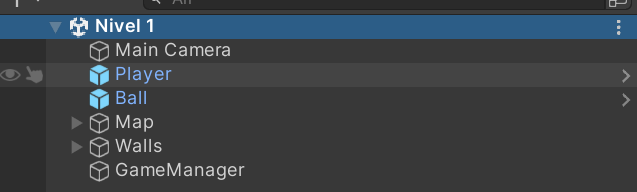 Nivel 1
Main Camera
Player
Ball
Map
Walls
GameManager